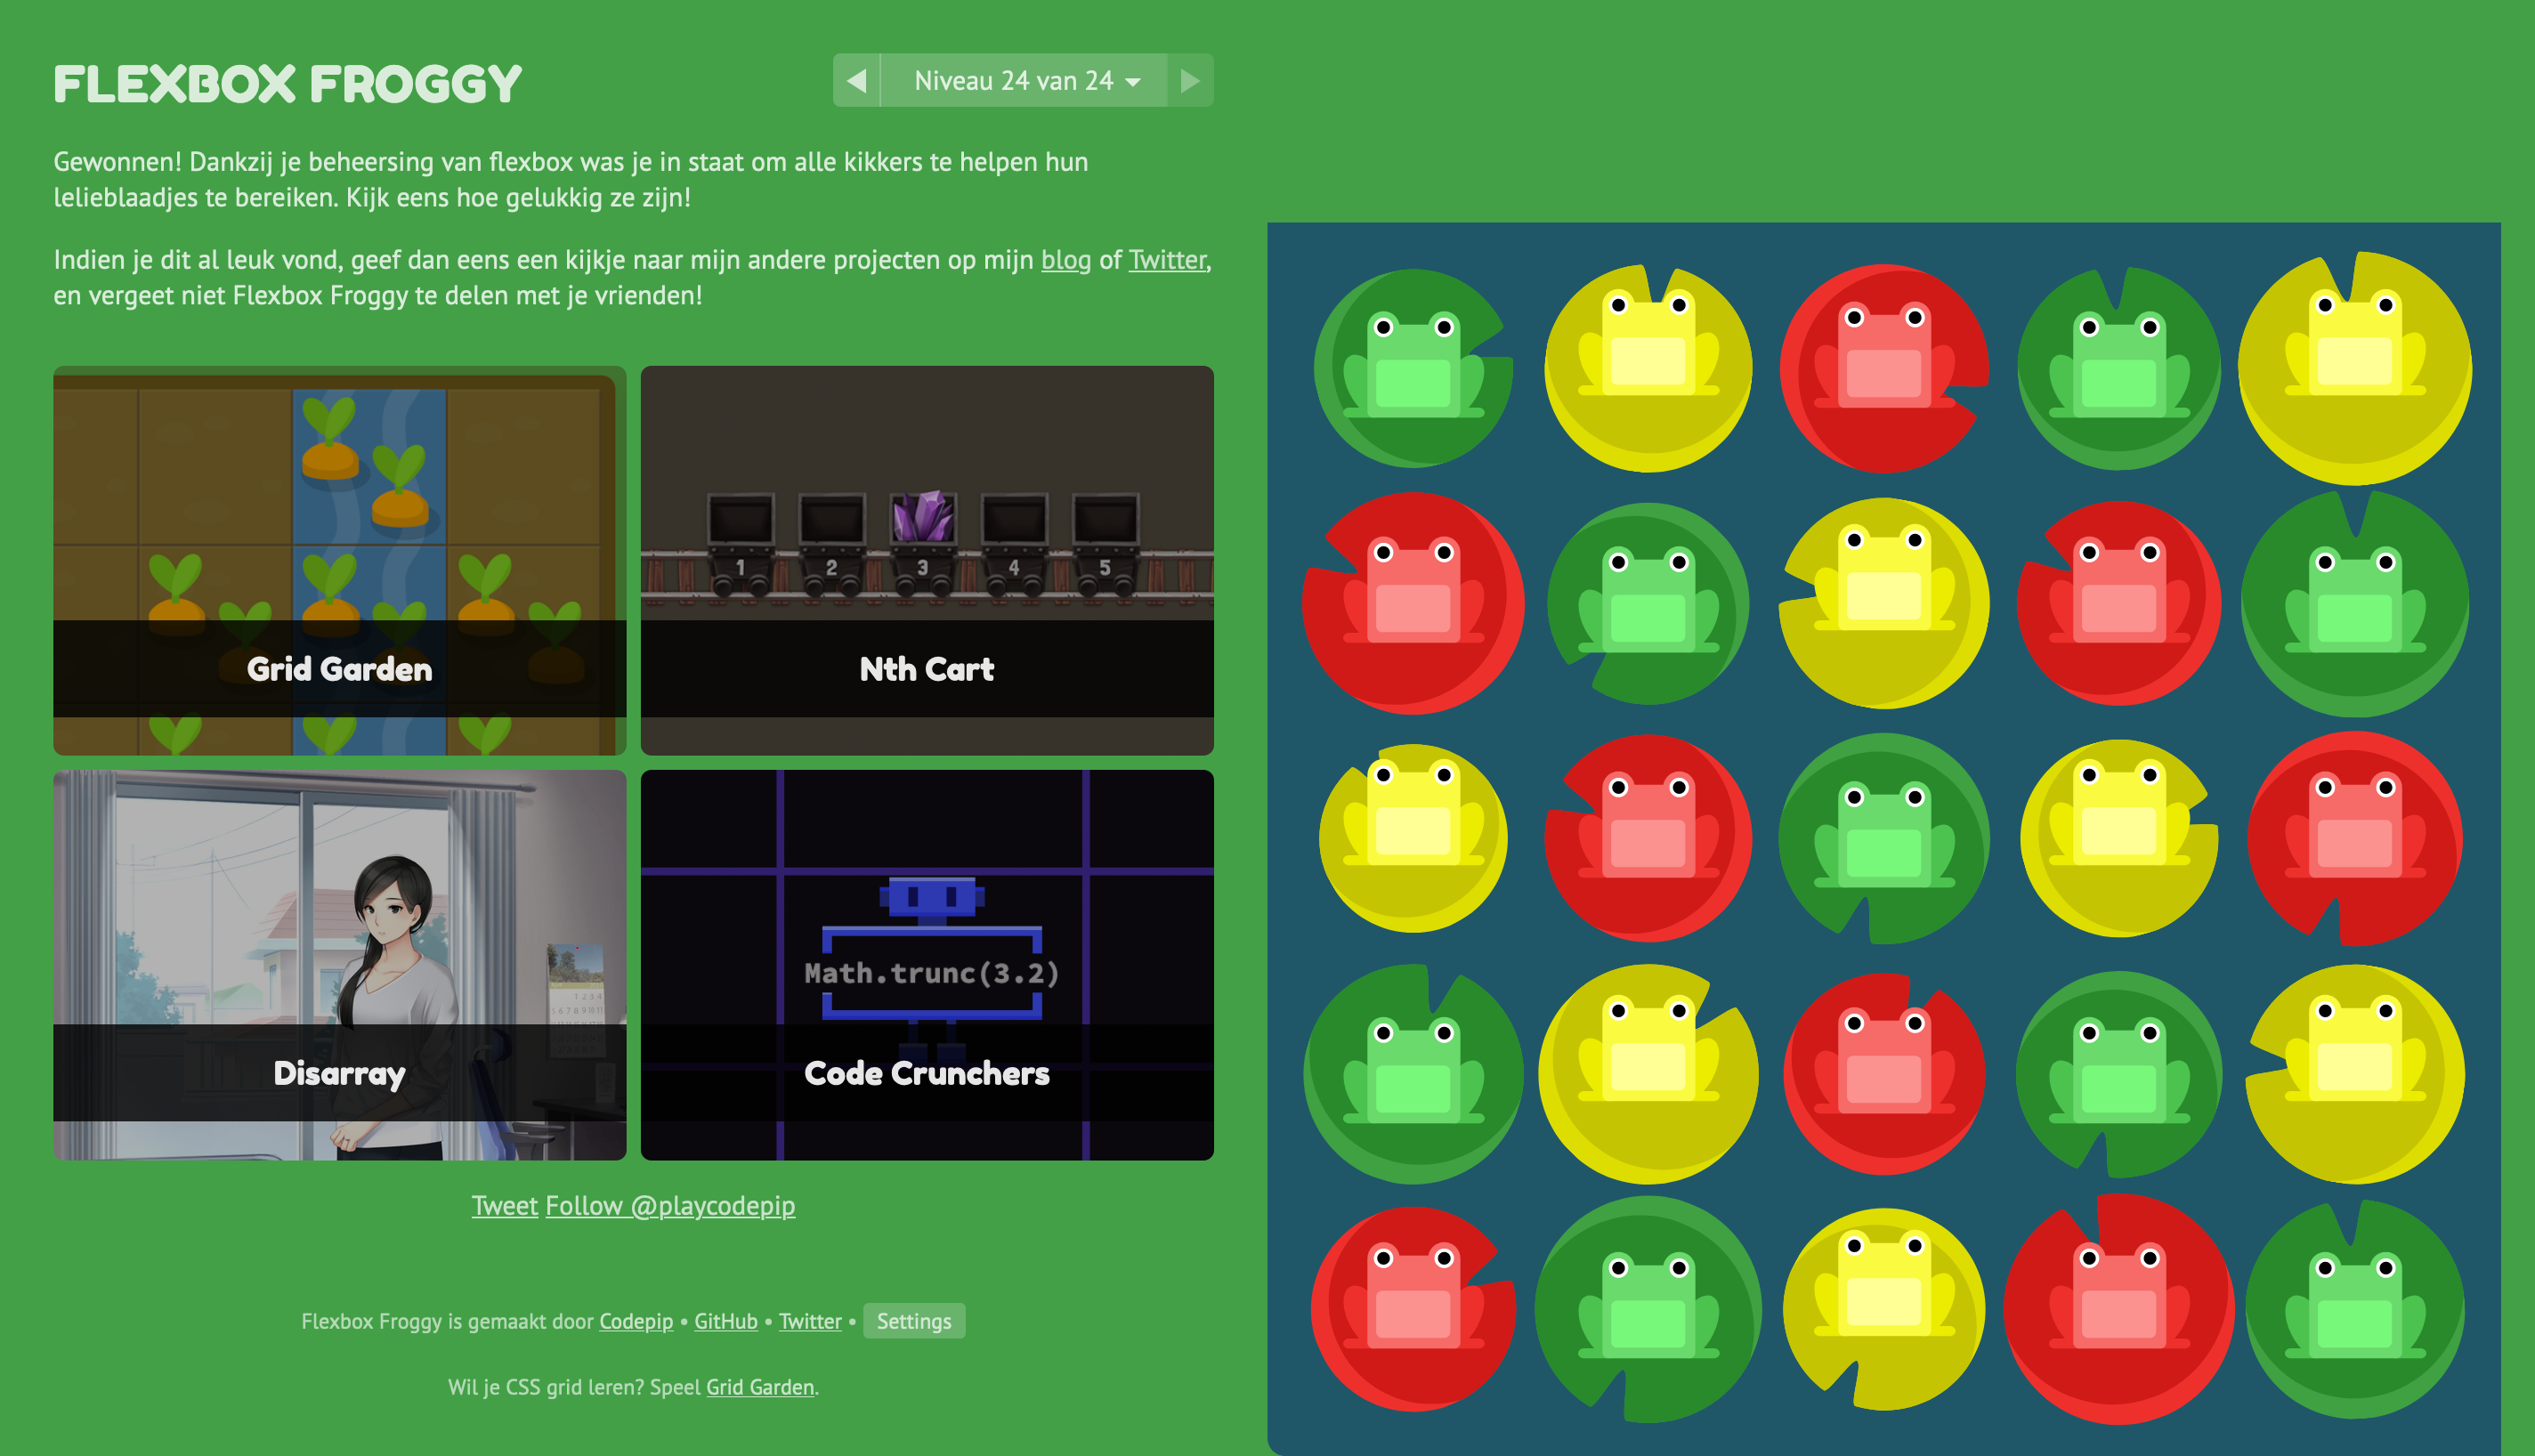 FLEXBOX FROGGY
Niveau 24 van 24
Gewonnen! Dankzij je beheersing van flexbox was je in staat om alle kikkers te helpen hun
lelieblaadjes te bereiken. Kijk eens hoe gelukkig ze zijn!
Indien je dit al leuk vond, geef dan eens een kijkje naar mijn andere projecten op mijn blog of Twitter,
en vergeet niet Flexbox Froggy te delen met je vrienden!
1 2 3 4 5
Grid Garden
Nth Cart
Math.trunc(3.2)
Disarray
Code Crunchers
Tweet Follow @playcodepip
Flexbox Froggy is gemaakt door Codepip • GitHub • Twitter • Settings
Wil je CSS grid leren? Speel Grid Garden.